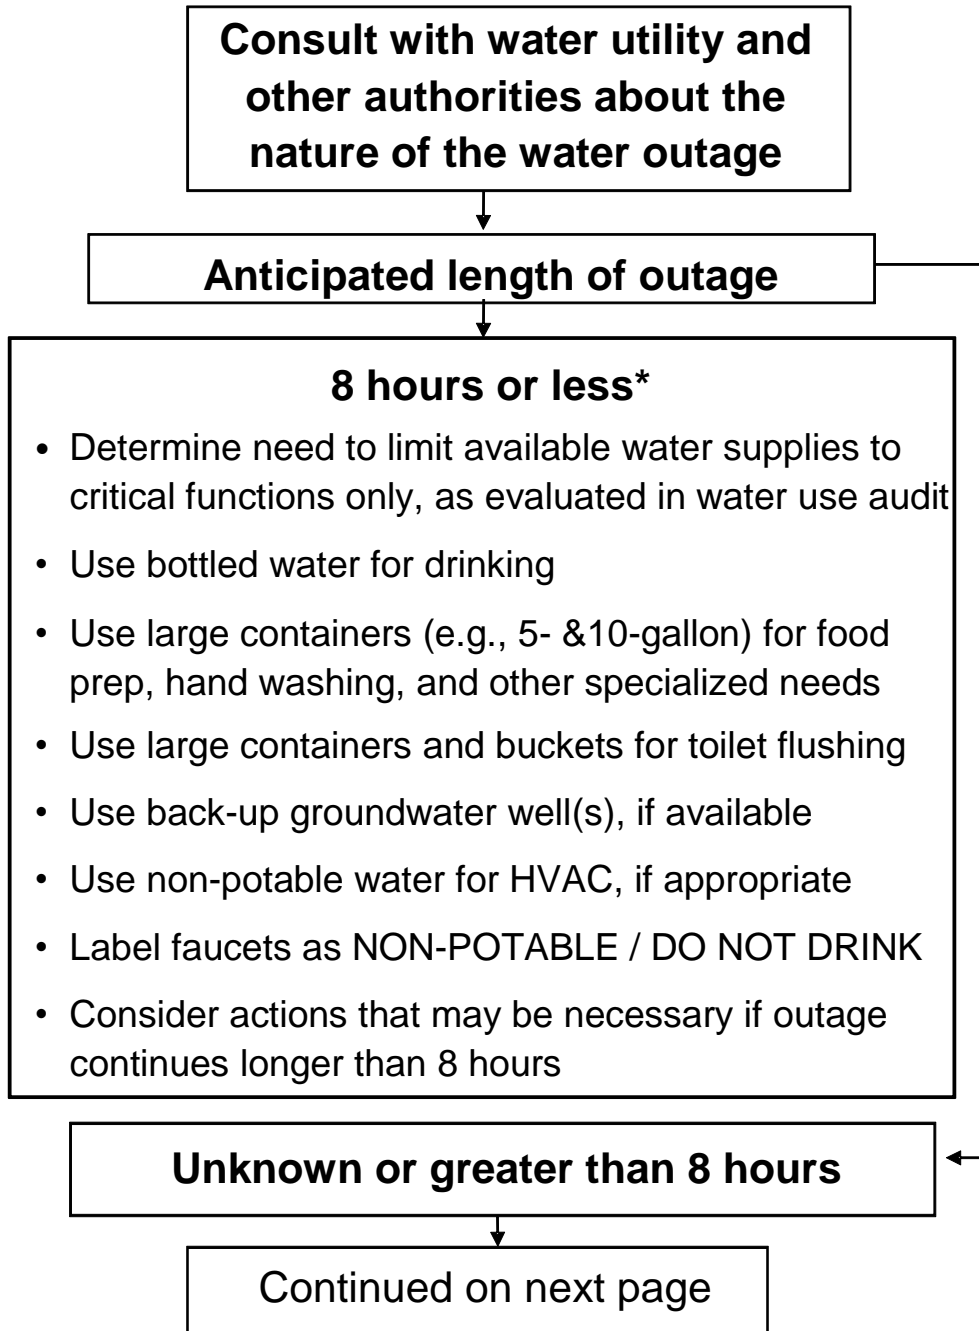 Consult with water utility and
other authorities about the
nature of the water outage
Anticipated length of outage
8 hours or less*
• Determine need to limit available water supplies to
critical functions only, as evaluated in water use audit
• Use bottled water for drinking
• Use large containers (e.g., 5- &10-gallon) for food
prep, hand washing, and other specialized needs
• Use large containers and buckets for toilet flushing
• Use back-up groundwater well(s), if available
• Use non-potable water for HVAC, if appropriate
• Label faucets as NON-POTABLE / DO NOT DRINK
• Consider actions that may be necessary if outage
continues longer than 8 hours
Unknown or greater than 8 hours
Continued on next page